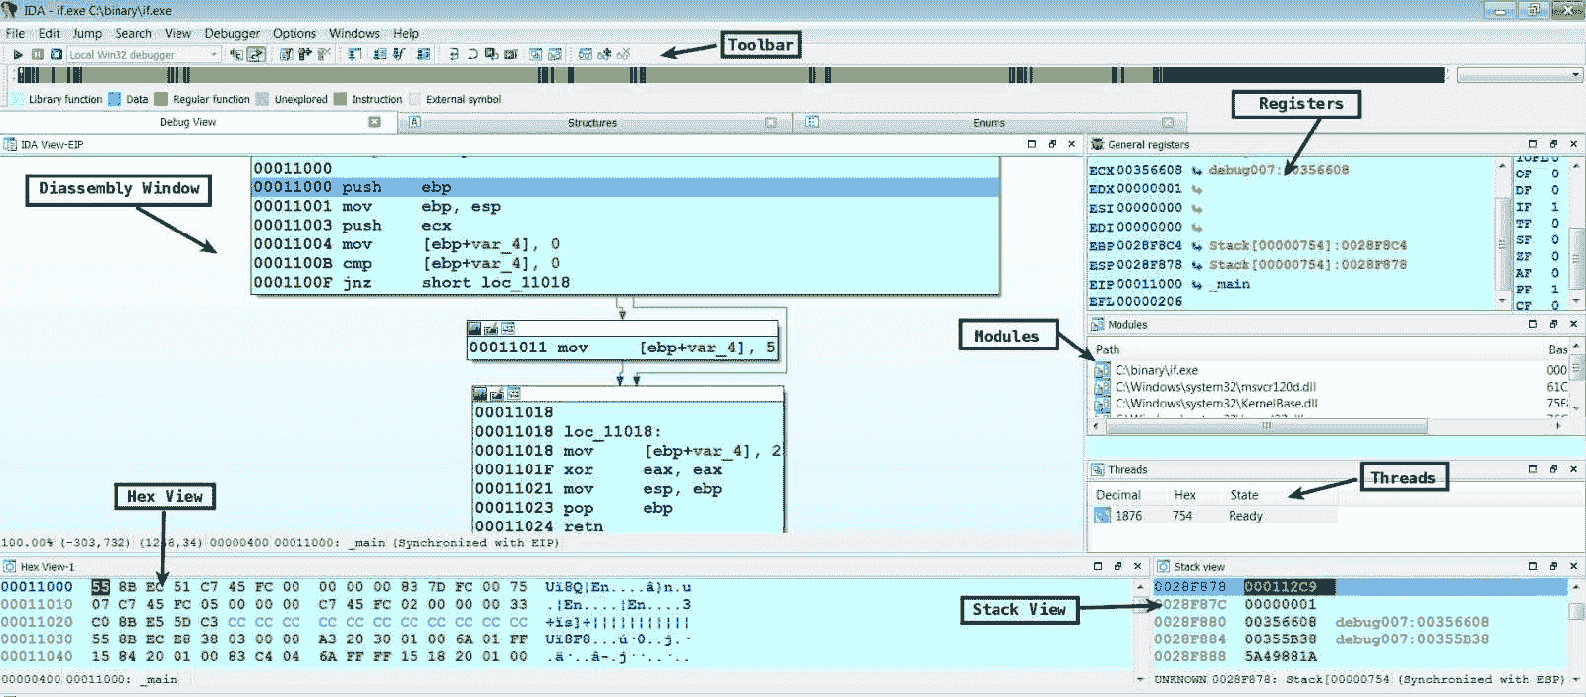 IDA - if.exe C:\binary\if.exe
File Edit Jump Search View Debugger Options Windows Help
Local Win32 debugger
Toolbar
Library function Data Regular function Unexplored Instruction External symbol
Registers
Debug View Structures Enums
IDA View-EIP
Diassembly Window
00011000
00011000 push ebp
00011001 mov ebp, esp
00011003 push ecx
00011004 mov [ebp+var_4], 0
0001100B cmp [ebp+var_4], 0
0001100F jnz short loc_11018
00011011 mov [ebp+var_4], 5
00011018
00011018 loc_11018:
00011018 mov [ebp+var_4], 2
0001101F xor eax, eax
00011021 mov esp, ebp
00011023 pop ebp
00011024 retn
100.00% (-303,732) (1268,34) 00000400 00011000: _main (Synchronized with EIP)
General registers
ECX 00356608 debug007:00356608
EDX 00000001
ESI 00000000
EDI 00000000
EBP 0028F8C4 Stack[00000754]:0028F8C4
ESP 0028F878 Stack[00000754]:0028F878
EIP 00011000 _main
EFL 00000206
OF 0
DF 0
IF 1
TF 0
SF 0
ZF 0
AF 0
PF 1
CF 0
Modules
Modules
Path Bas
C:\binary\if.exe 000
C:\Windows\system32\msvcr120d.dll 61C
C:\Windows\system32\KernelBase.dll
Threads
Threads
Decimal Hex State
1876 754 Ready
Hex View
Hex View-1
00011000 55 8B EC 51 C7 45 FC 00 00 00 00 83 7D FC 00 75
00011010 07 C7 45 FC 05 00 00 00 C7 45 FC 02 00 00 00 33
00011020 C0 8B E5 5D C3 CC CC CC CC CC CC CC CC CC CC CC
00011030 55 8B EC E8 38 03 00 00 A3 20 30 01 00 6A 01 FF
00011040 15 84 20 01 00 83 C4 04 6A FF FF 15 18 20 01 00
00000400 00011000: _main
Stack View
Stack view
0028F878 000112C9
0028F87C 00000001
0028F880 00356608 debug007:00356608
0028F884 00355B38 debug007:00355B38
0028F888 5A49881A
UNKNOWN 0028F878: Stack[00000754 (Synchronized with ESP)